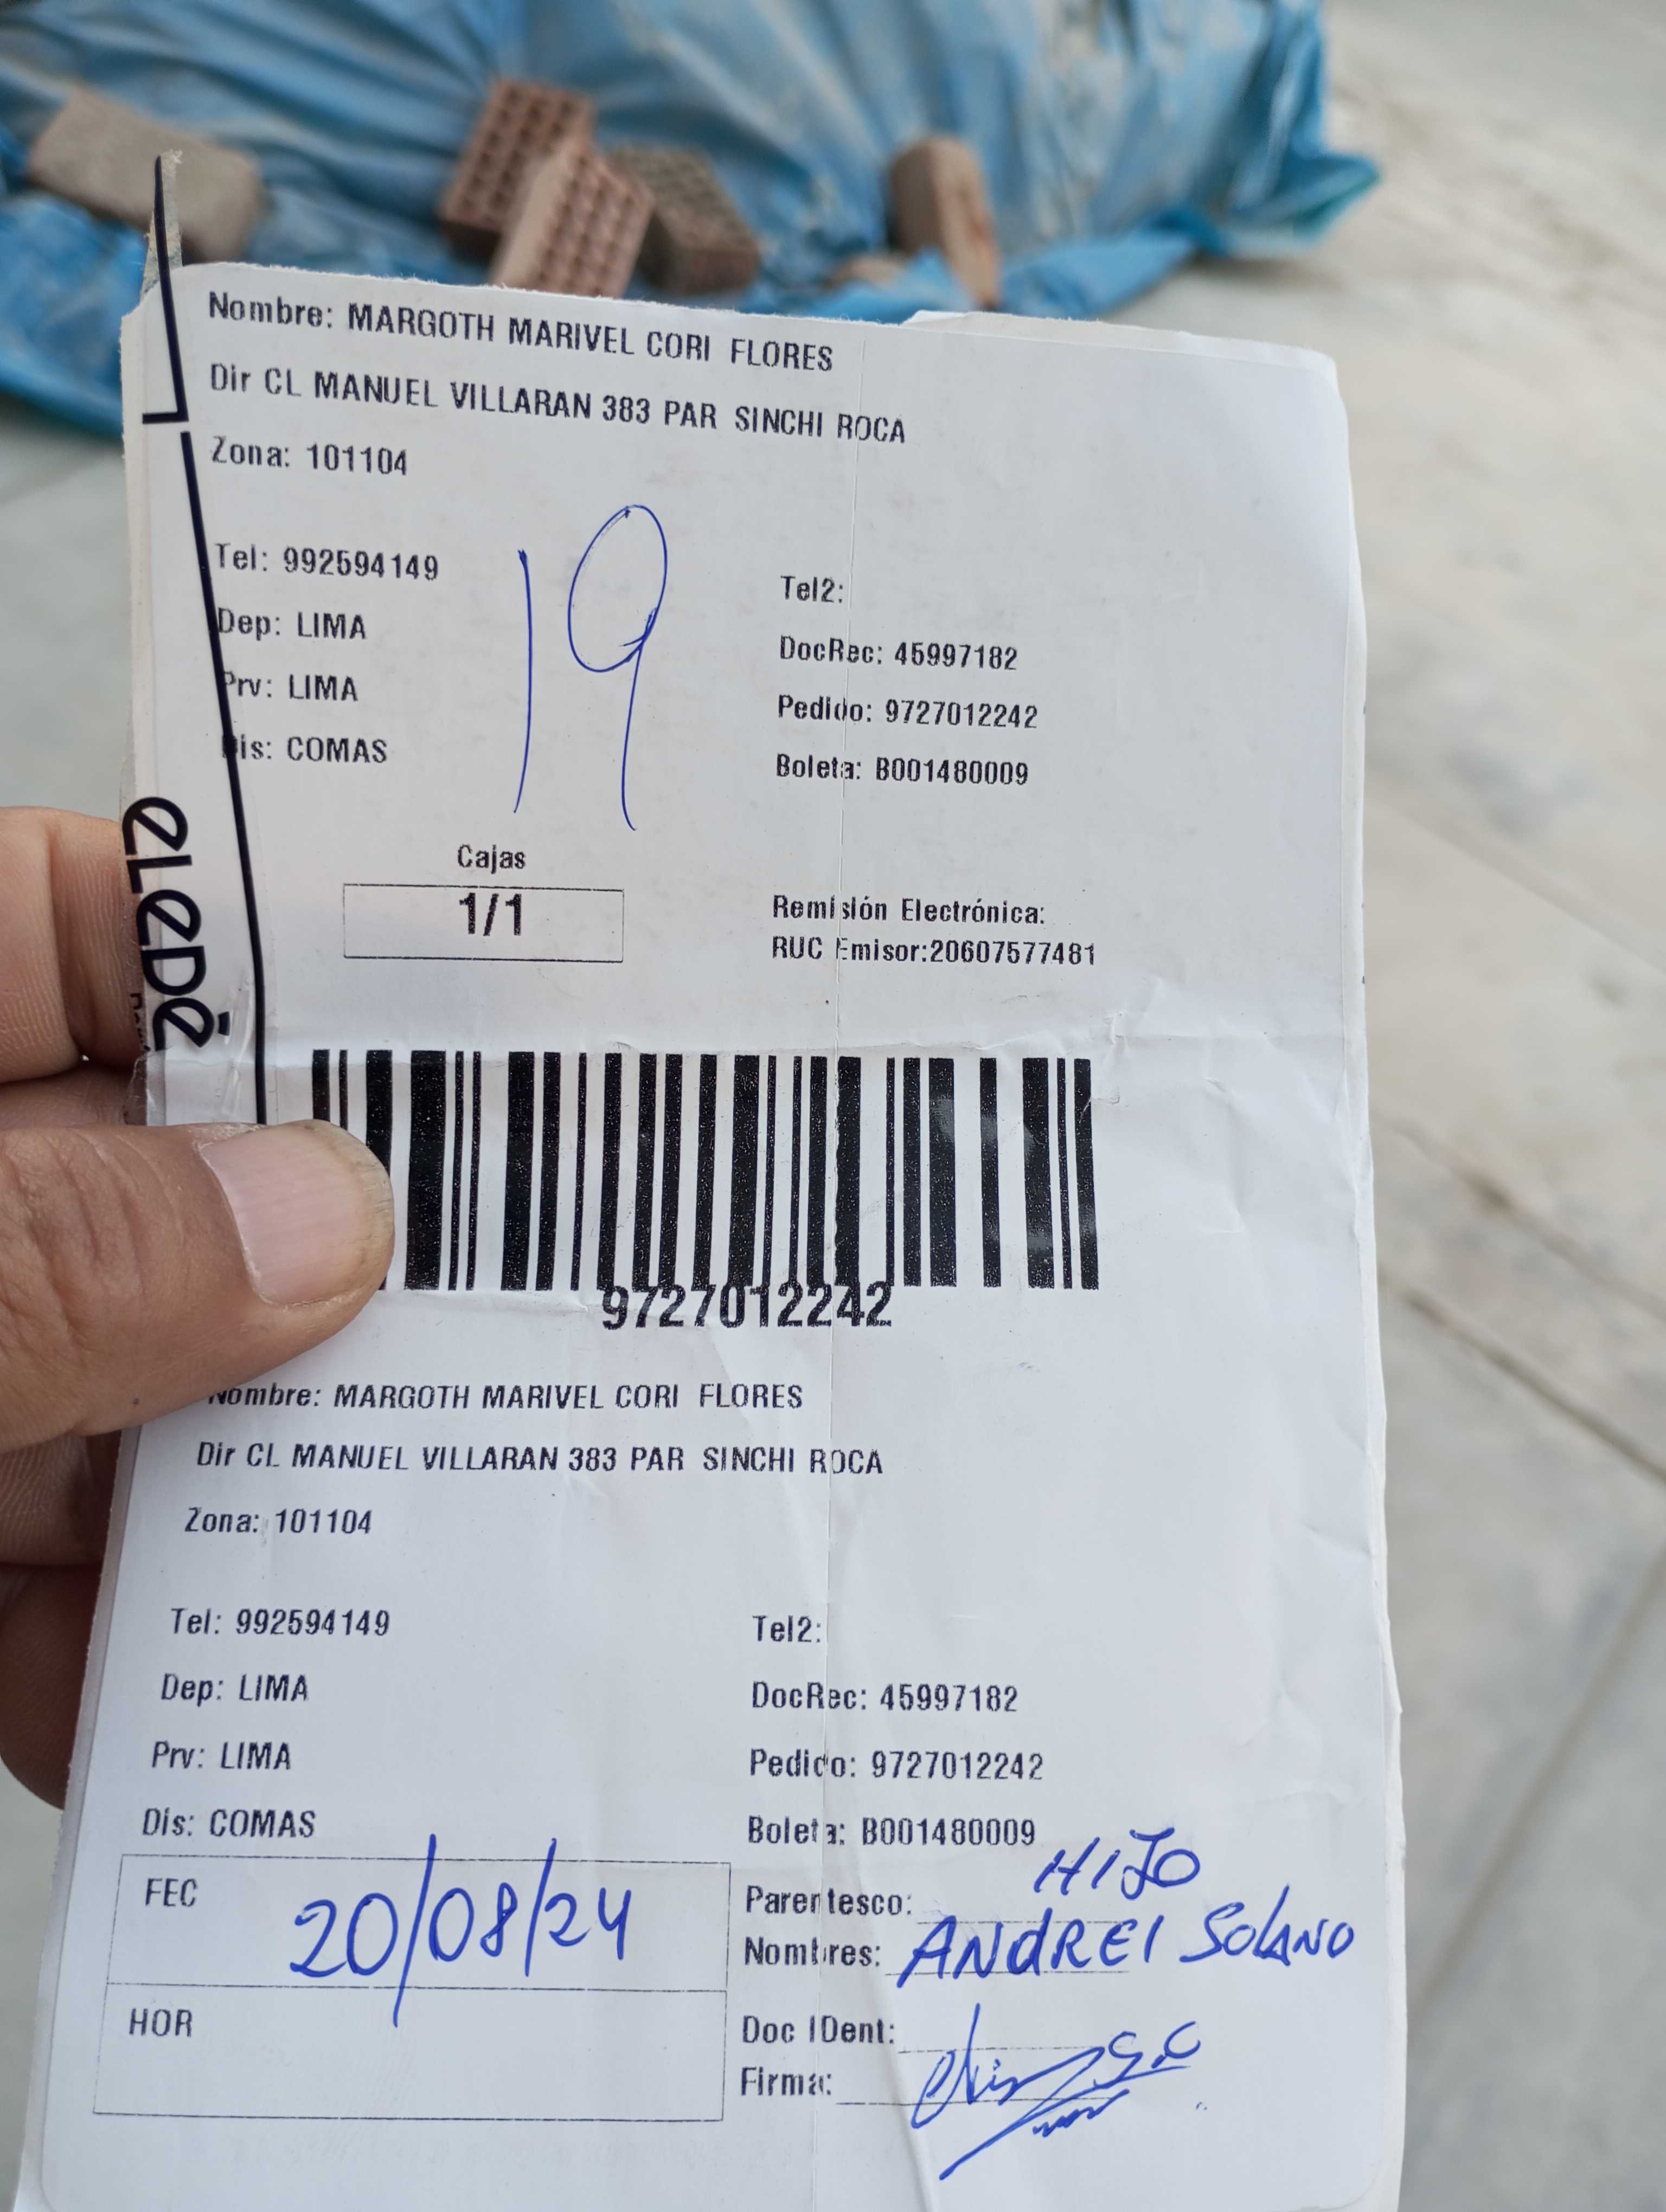 Nombre: MARGOTH MARIVEL CORI FLORES
Dir CL MANUEL VILLARAN 383 PAR SINCHI ROCA
Zona: 101104
19
Tel: 992594149
Tel2:
Dep: LIMA
DocRec: 45997182
Prv: LIMA
Pedido: 9727012242
Dis: COMAS
Boleta: B001480009
eLeDé
Cajas
1/1
Remisión Electrónica:
RUC Emisor:20607577481
9727012242
Nombre: MARGOTH MARIVEL CORI FLORES
Dir CL MANUEL VILLARAN 383 PAR SINCHI ROCA
Zona: 101104
Tel: 992594149
Tel2:
Dep: LIMA
DocRec: 45997182
Prv: LIMA
Pedido: 9727012242
Dis: COMAS
Boleta: B001480009
FEC 20/08/24
Parentesco: HIJO
Nombres: ANdREI SOLANO
HOR
Doc IDent:
Firma: